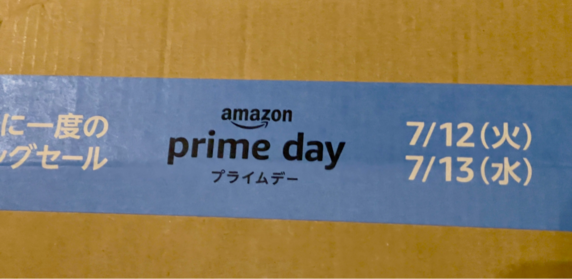 に一度の
グセール
amazon
prime day
プライムデー
7/12(火)
7/13(水)